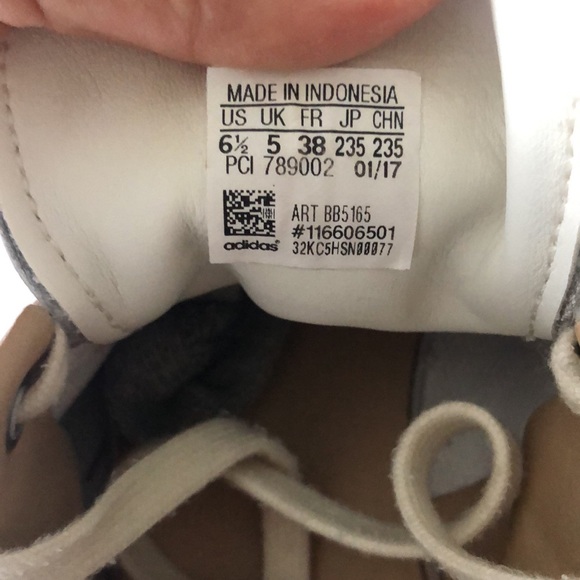 MADE IN INDONESIA
US UK FR JP CHN
6½ 5 38 235 235
PCI 789002 01/17
ART BB5165
#116606501
adidas® 32KC5HSN00077